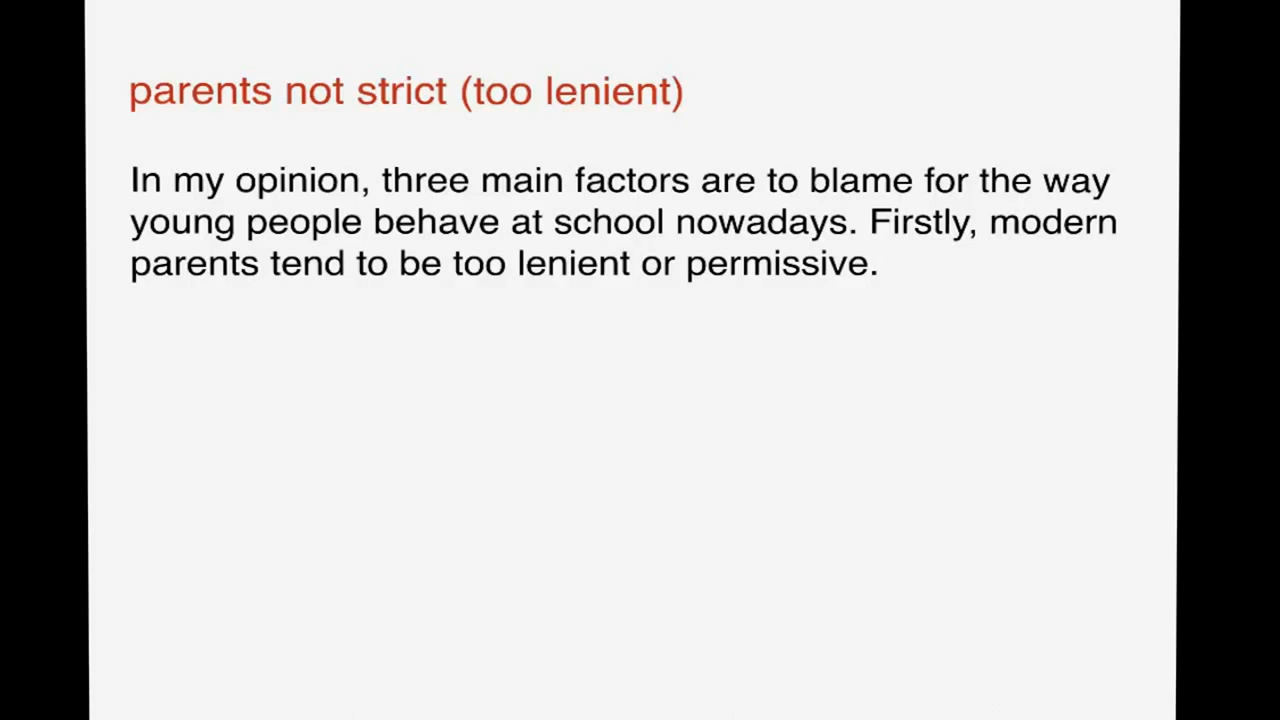 parents not strict (too lenient)
In my opinion, three main factors are to blame for the way
young people behave at school nowadays. Firstly, modern
parents tend to be too lenient or permissive.